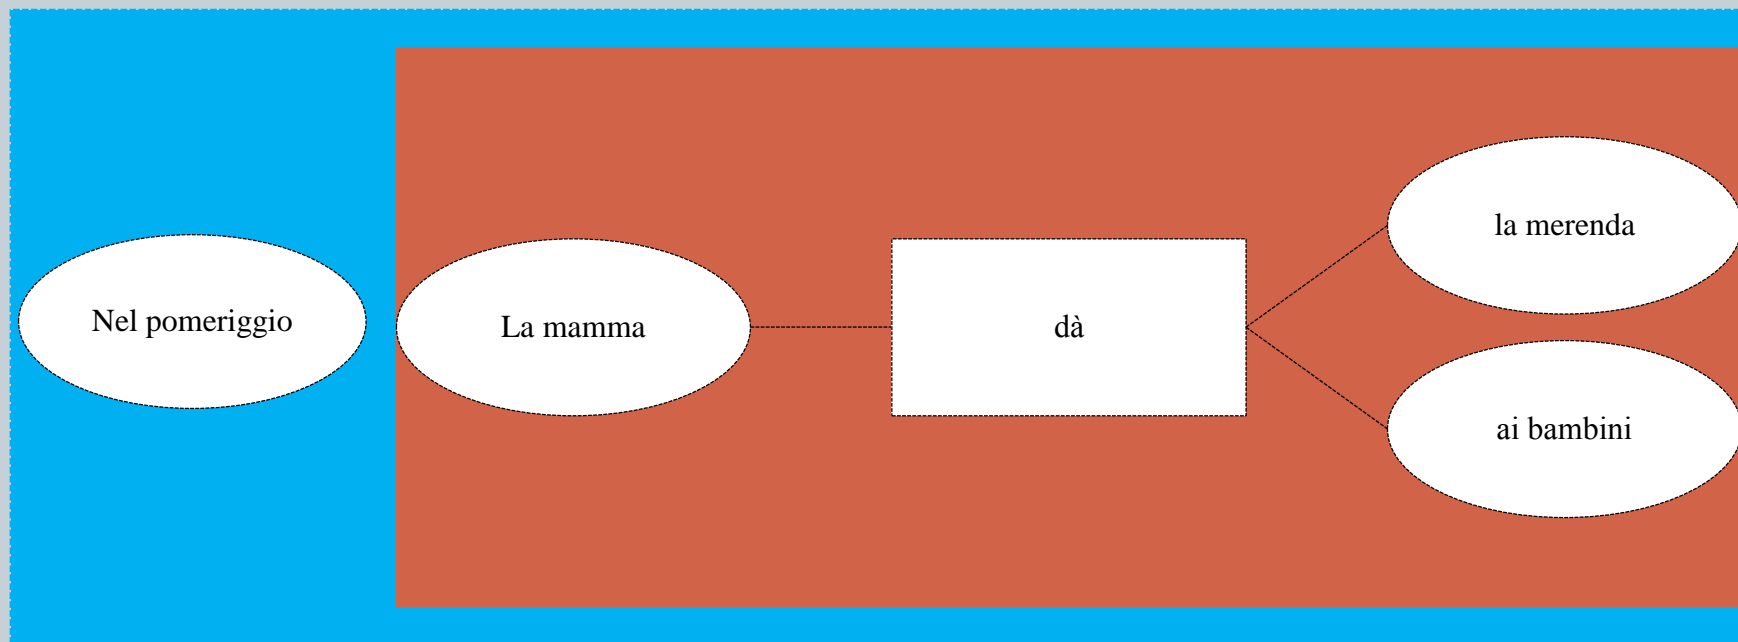 Nel pomeriggio
La mamma
dà
la merenda
ai bambini